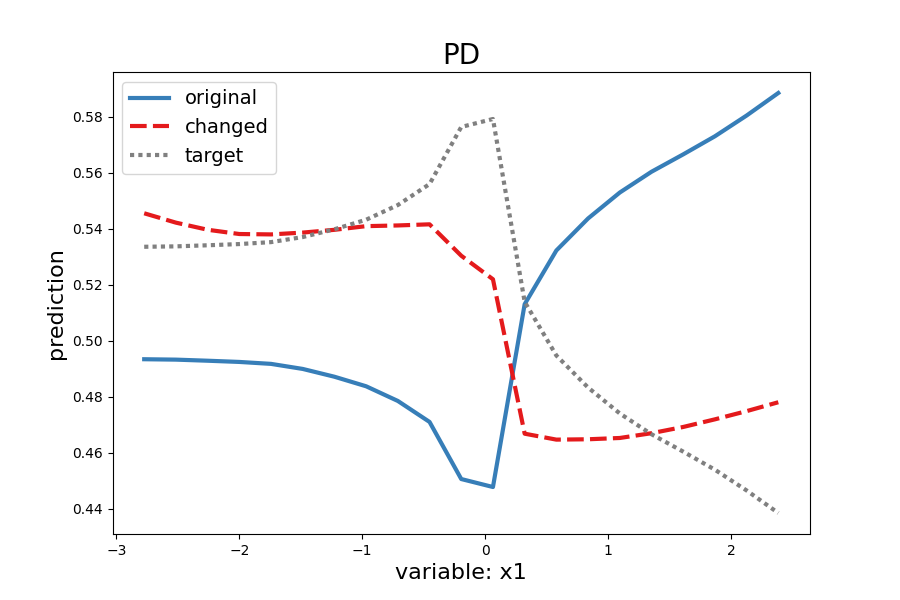 PD
original
changed
target
prediction
0.58
0.56
0.54
0.52
0.50
0.48
0.46
0.44
−3
−2
−1
0
1
2
variable: x1